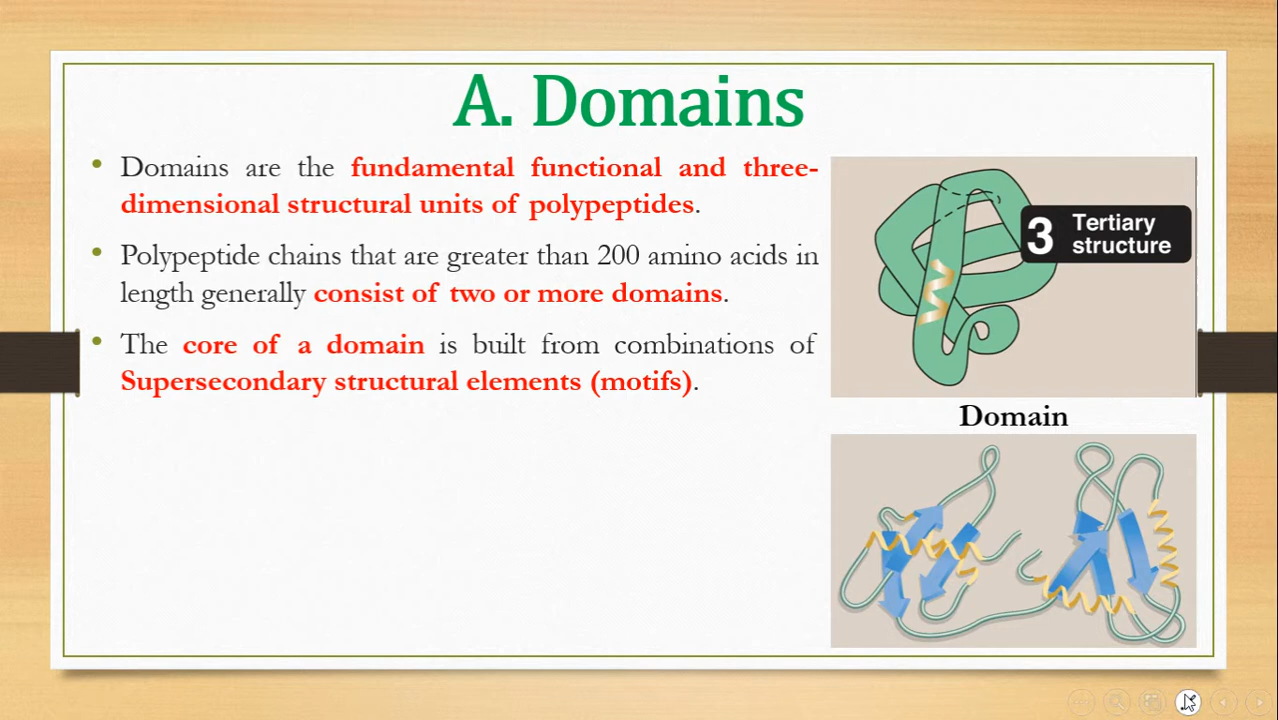 A. Domains
• Domains are the fundamental functional and three-
dimensional structural units of polypeptides.
• Polypeptide chains that are greater than 200 amino acids in
length generally consist of two or more domains.
• The core of a domain is built from combinations of
Supersecondary structural elements (motifs).
3 Tertiary
structure
Domain